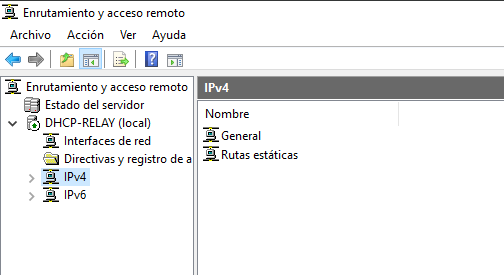 Enrutamiento y acceso remoto
Archivo Acción Ver Ayuda
Enrutamiento y acceso remoto
Estado del servidor
DHCP-RELAY (local)
Interfaces de red
Directivas y registro de a
IPv4
IPv6
IPv4
Nombre
General
Rutas estáticas